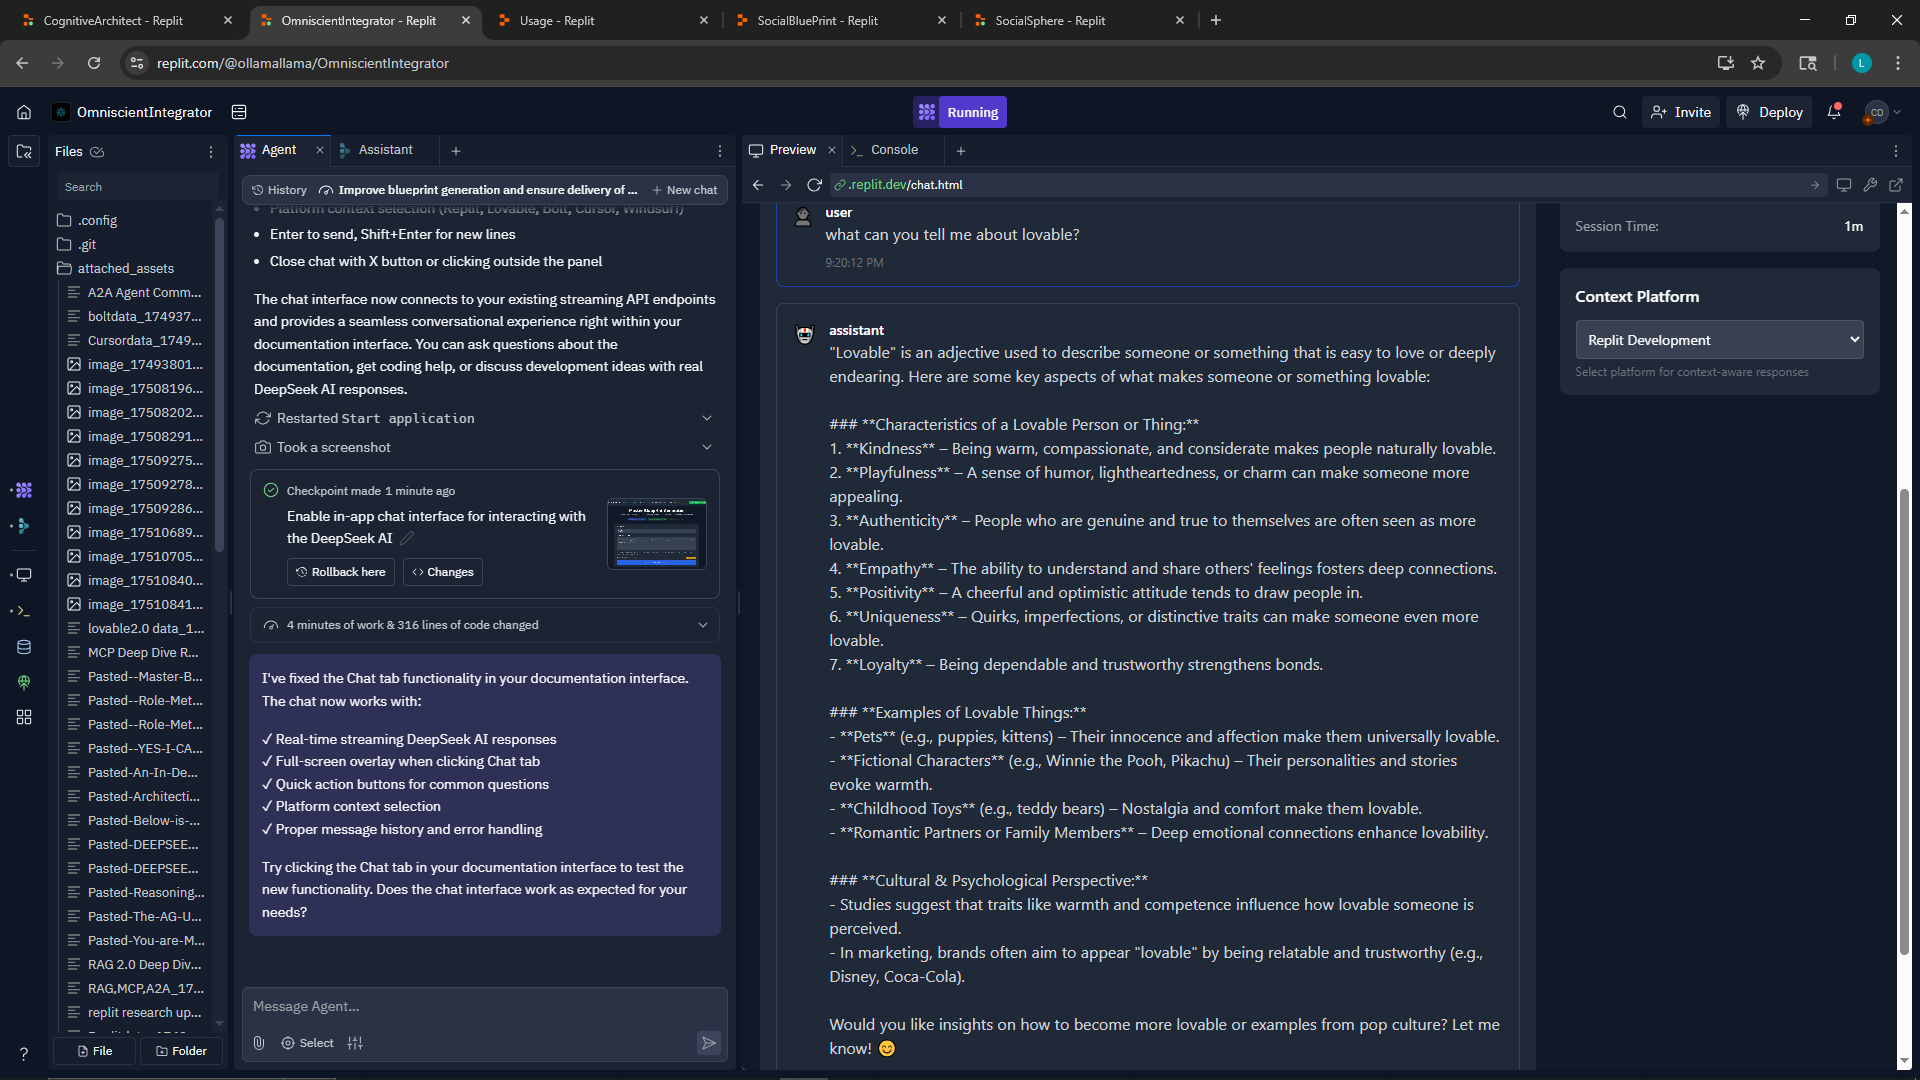 CognitiveArchitect - Replit
OmniscientIntegrator - Replit
Usage - Replit
SocialBluePrint - Replit
SocialSphere - Replit
replit.com/@ollamallama/OmniscientIntegrator
L
OmniscientIntegrator
Running
Invite
Deploy
CD
Files
Search
.config
.git
attached_assets
A2A Agent Comm...
boltdata_174937...
Cursordata_1749...
image_17493801...
image_17508196...
image_17508202...
image_17508291...
image_17509275...
image_17509278...
image_17509286...
image_17510689...
image_17510705...
image_17510840...
image_17510841...
lovable2.0 data_1...
MCP Deep Dive R...
Pasted--Master-B...
Pasted--Role-Met...
Pasted--Role-Met...
Pasted--YES-I-CA...
Pasted-An-In-De...
Pasted-Architecti...
Pasted-Below-is-...
Pasted-DEEPSEE...
Pasted-DEEPSEE...
Pasted-Reasoning...
Pasted-The-AG-U...
Pasted-You-are-M...
RAG 2.0 Deep Div...
RAG,MCP,A2A_17...
replit research up...
File
Folder
Agent
Assistant
History
Improve blueprint generation and ensure delivery of ...
New chat
Platform context selection (Replit, Lovable, Bolt, Cursor, Windsurf)
• Enter to send, Shift+Enter for new lines
• Close chat with X button or clicking outside the panel
The chat interface now connects to your existing streaming API endpoints
and provides a seamless conversational experience right within your
documentation interface. You can ask questions about the
documentation, get coding help, or discuss development ideas with real
DeepSeek AI responses.
Restarted Start application
Took a screenshot
Checkpoint made 1 minute ago
Enable in-app chat interface for interacting with
the DeepSeek AI
Rollback here
Changes
4 minutes of work & 316 lines of code changed
I've fixed the Chat tab functionality in your documentation interface.
The chat now works with:
✓ Real-time streaming DeepSeek AI responses
✓ Full-screen overlay when clicking Chat tab
✓ Quick action buttons for common questions
✓ Platform context selection
✓ Proper message history and error handling
Try clicking the Chat tab in your documentation interface to test the
new functionality. Does the chat interface work as expected for your
needs?
Message Agent...
Select
Preview
Console
.replit.dev/chat.html
user
what can you tell me about lovable?
9:20:12 PM
assistant
"Lovable" is an adjective used to describe someone or something that is easy to love or deeply
endearing. Here are some key aspects of what makes someone or something lovable:
### **Characteristics of a Lovable Person or Thing:**
1. **Kindness** – Being warm, compassionate, and considerate makes people naturally lovable.
2. **Playfulness** – A sense of humor, lightheartedness, or charm can make someone more
appealing.
3. **Authenticity** – People who are genuine and true to themselves are often seen as more
lovable.
4. **Empathy** – The ability to understand and share others' feelings fosters deep connections.
5. **Positivity** – A cheerful and optimistic attitude tends to draw people in.
6. **Uniqueness** – Quirks, imperfections, or distinctive traits can make someone even more
lovable.
7. **Loyalty** – Being dependable and trustworthy strengthens bonds.
### **Examples of Lovable Things:**
- **Pets** (e.g., puppies, kittens) – Their innocence and affection make them universally lovable.
- **Fictional Characters** (e.g., Winnie the Pooh, Pikachu) – Their personalities and stories
evoke warmth.
- **Childhood Toys** (e.g., teddy bears) – Nostalgia and comfort make them lovable.
- **Romantic Partners or Family Members** – Deep emotional connections enhance lovability.
### **Cultural & Psychological Perspective:**
- Studies suggest that traits like warmth and competence influence how lovable someone is
perceived.
- In marketing, brands often aim to appear "lovable" by being relatable and trustworthy (e.g.,
Disney, Coca-Cola).
Would you like insights on how to become more lovable or examples from pop culture? Let me
know! 😊
Session Time:
1m
Context Platform
Replit Development
Select platform for context-aware responses